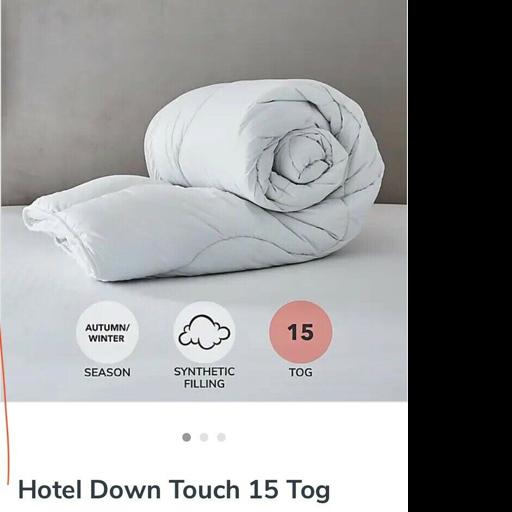 AUTUMN/
WINTER
15
SEASON
SYNTHETIC
FILLING
TOG
Hotel Down Touch 15 Tog